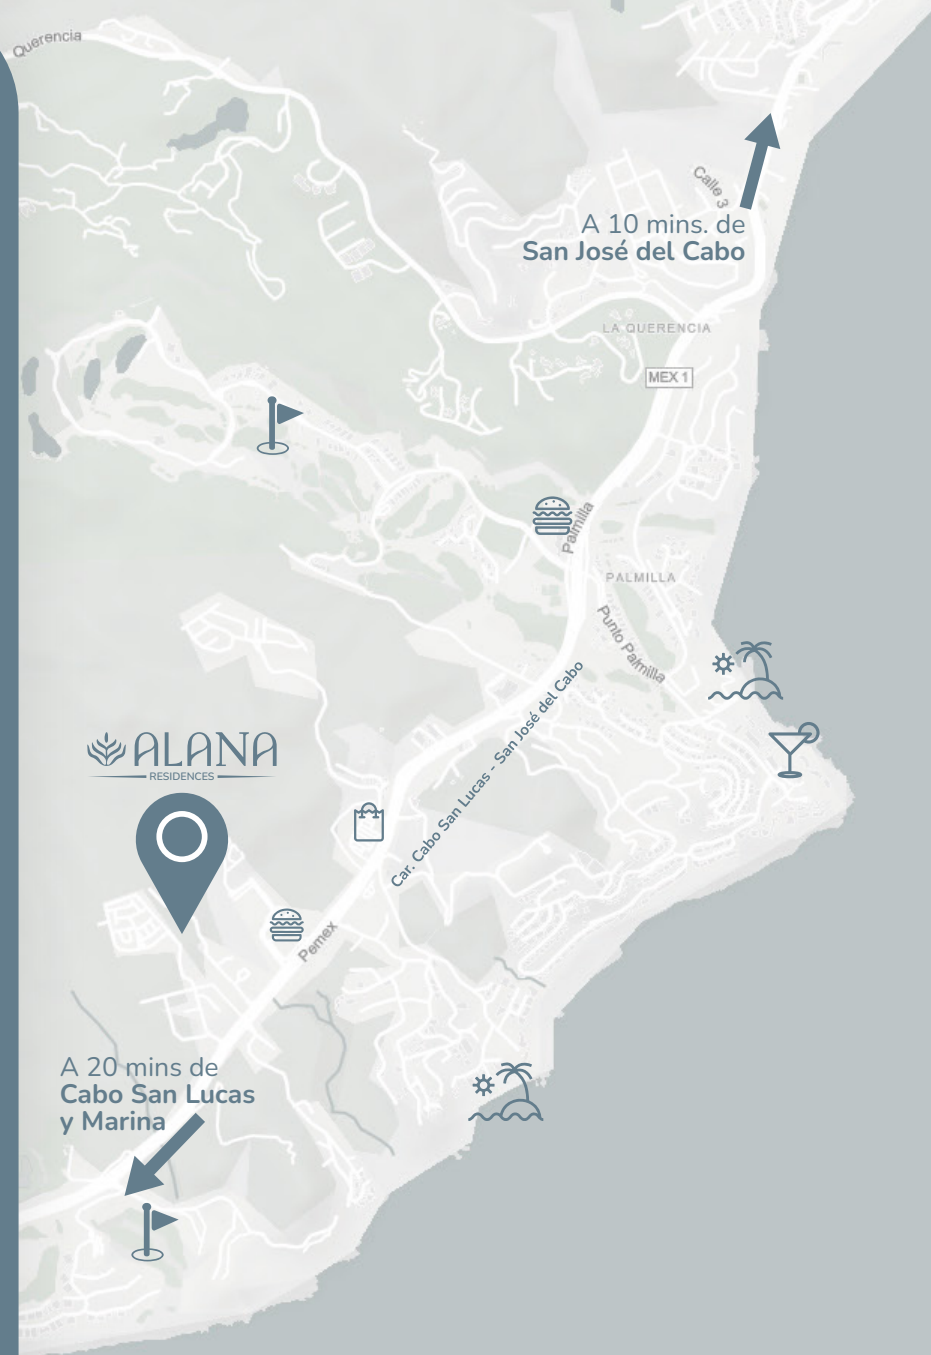 Querencia
Calle 3
A 10 mins. de
San José del Cabo
LA QUERENCIA
MEX 1
Palmilla
PALMILLA
Punto Palmilla
Car. Cabo San Lucas - San José del Cabo
ALANA
RESIDENCES
Pemex
A 20 mins de
Cabo San Lucas
y Marina